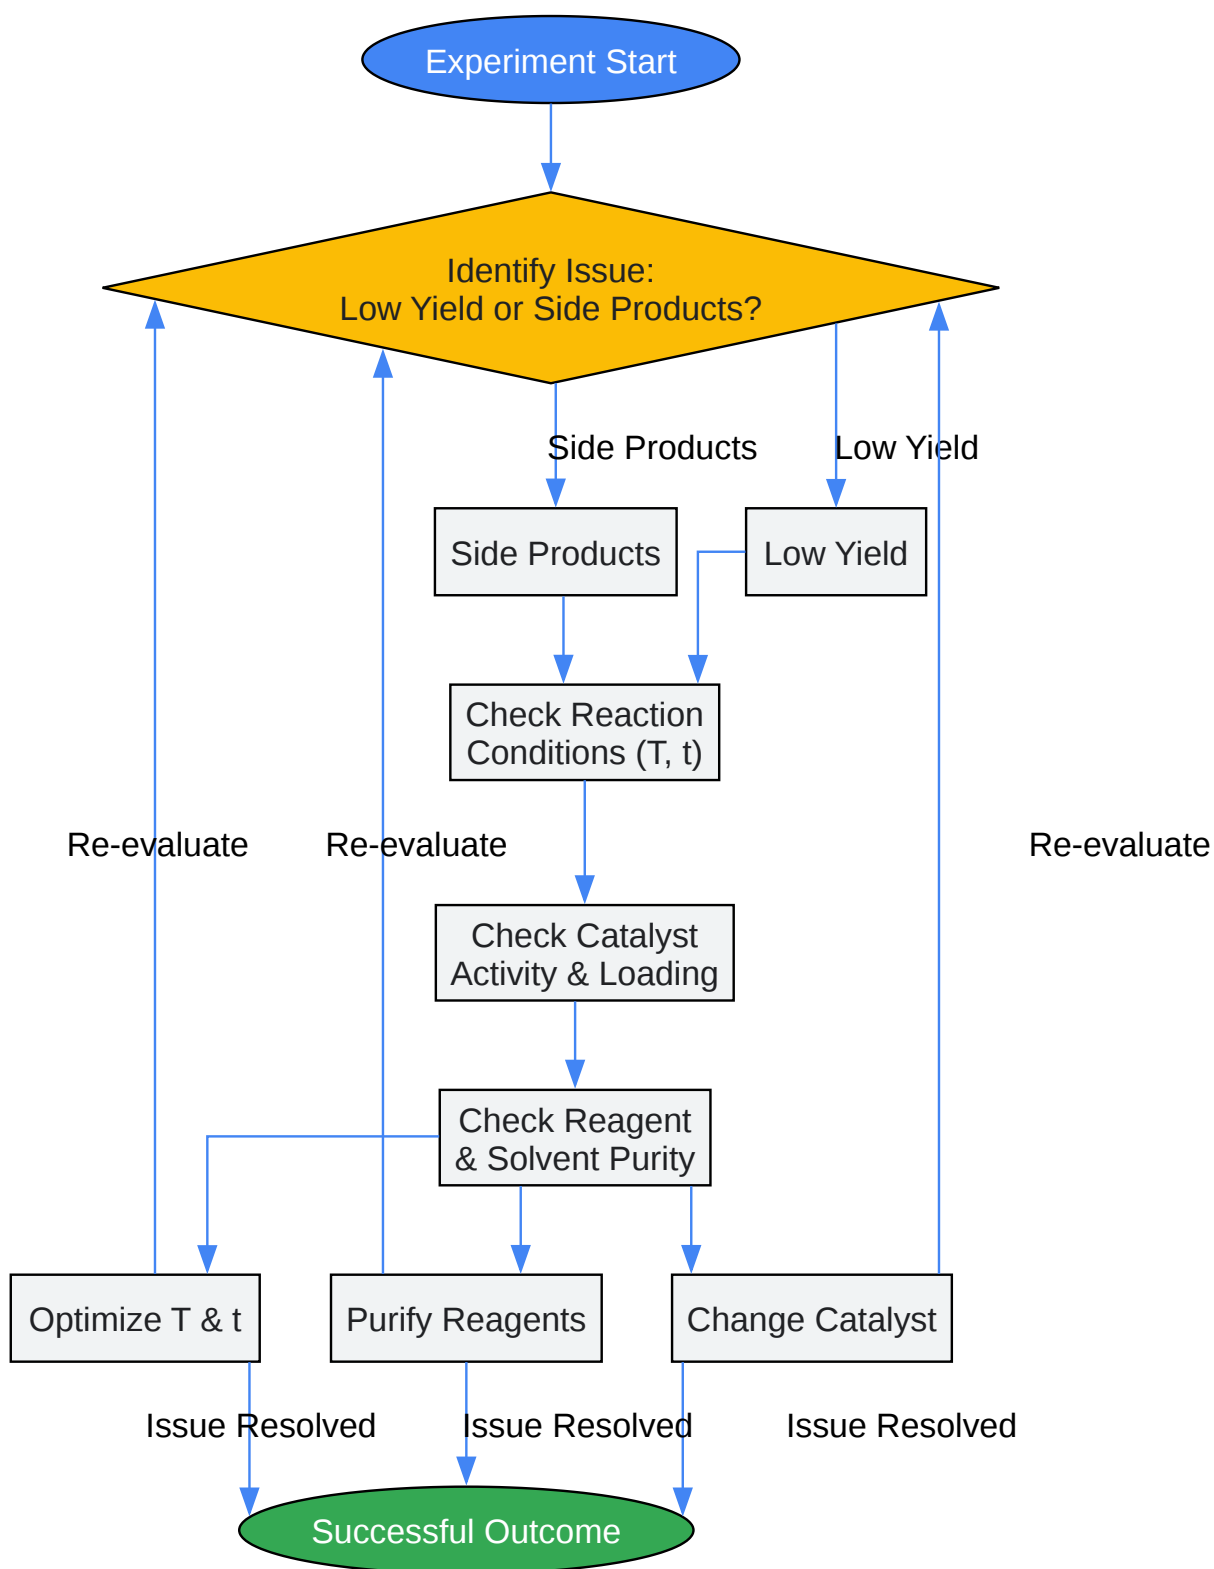 Experiment Start
Identify Issue:
Low Yield or Side Products?
Side Products
Low Yield
Side Products
Low Yield
Check Reaction
Conditions (T, t)
Re-evaluate
Re-evaluate
Re-evaluate
Check Catalyst
Activity & Loading
Check Reagent
& Solvent Purity
Optimize T & t
Purify Reagents
Change Catalyst
Issue Resolved
Issue Resolved
Issue Resolved
Successful Outcome